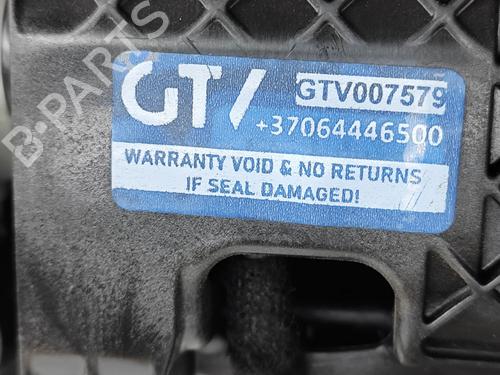 GT/
GTV007579
+37064446500
WARRANTY VOID & NO RETURNS
IF SEAL DAMAGED!
B-PARTS